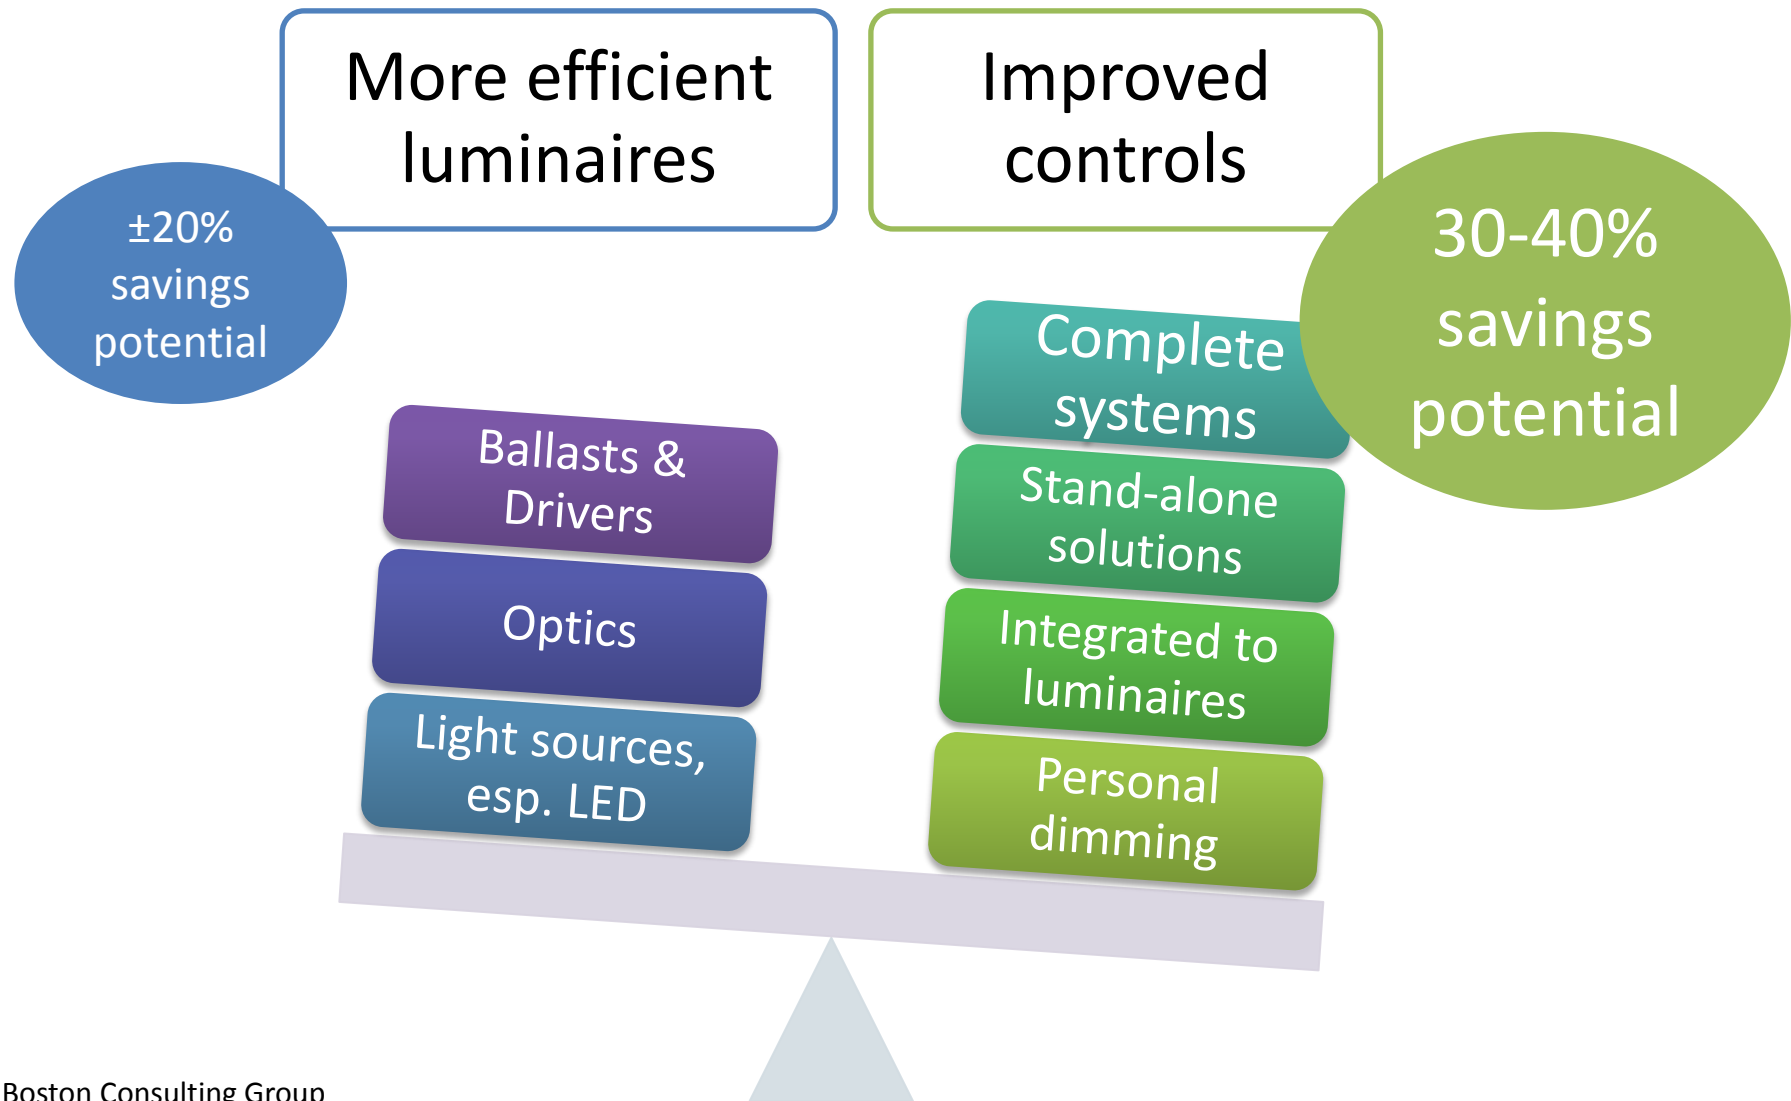 More efficient
luminaires
Improved
controls
±20%
savings
potential
30-40%
savings
potential
Ballasts &
Drivers
Optics
Light sources,
esp. LED
Complete
systems
Stand-alone
solutions
Integrated to
luminaires
Personal
dimming
Boston Consulting Group